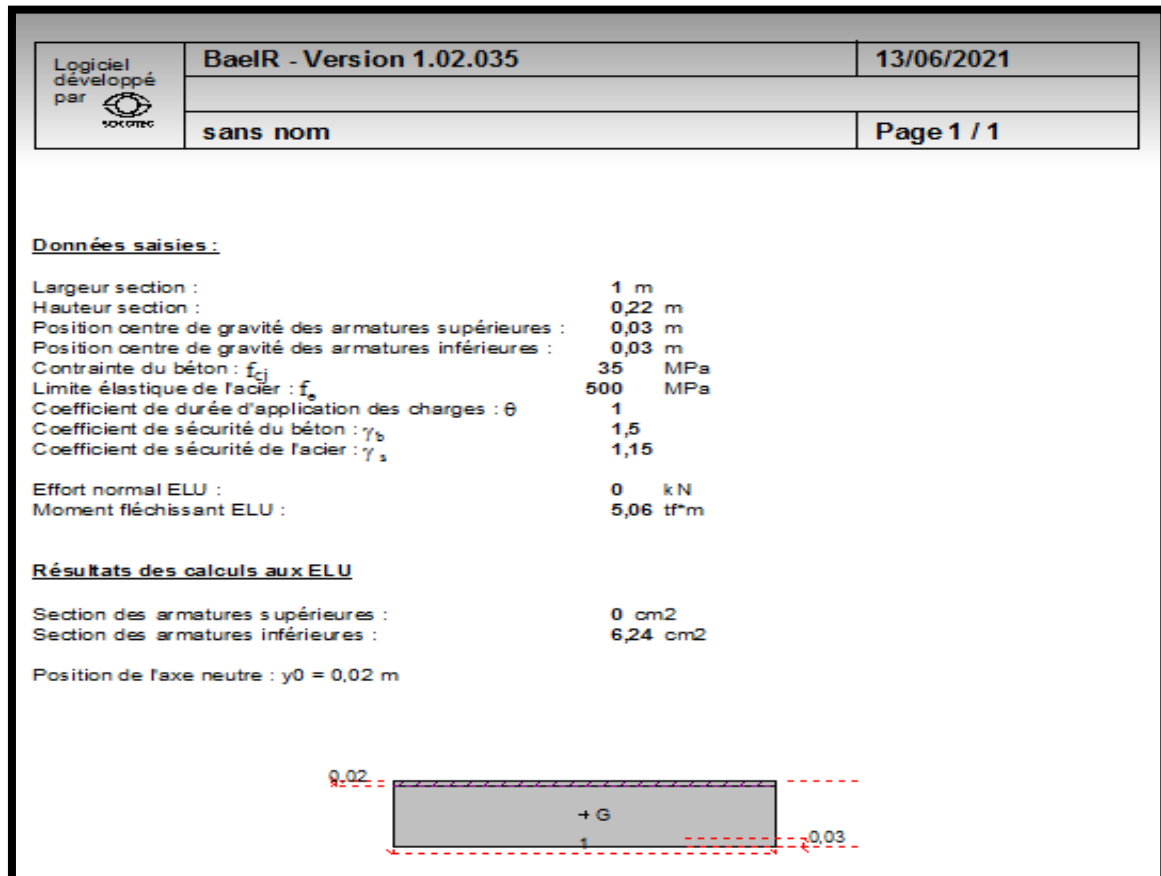 Logiciel développé par SOCOTEC
BaelR - Version 1.02.035
13/06/2021
sans nom
Page 1 / 1
Données saisies :
Largeur section : 1 m
Hauteur section : 0,22 m
Position centre de gravité des armatures supérieures : 0,03 m
Position centre de gravité des armatures inférieures : 0,03 m
Contrainte du béton : fcj 35 MPa
Limite élastique de l'acier : fe 500 MPa
Coefficient de durée d'application des charges : θ 1
Coefficient de sécurité du béton : γb 1,5
Coefficient de sécurité de l'acier : γs 1,15
Effort normal ELU : 0 kN
Moment fléchissant ELU : 5,06 tf*m
Résultats des calculs aux ELU
Section des armatures supérieures : 0 cm2
Section des armatures inférieures : 6,24 cm2
Position de l'axe neutre : y0 = 0,02 m
0,02
+ G
1
0,03